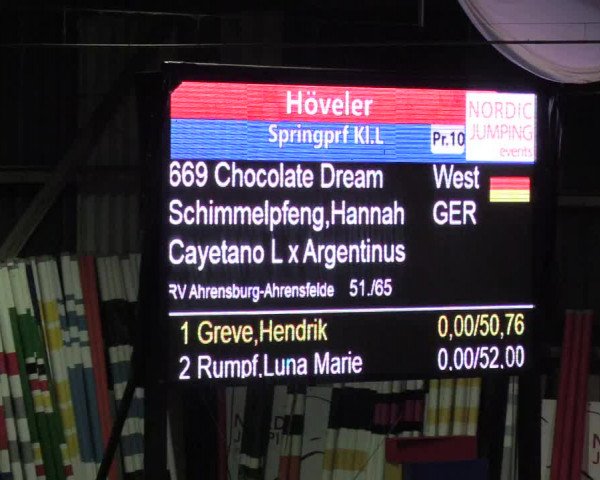 Höveler
Springprf Kl.L
Pr.10
NORDIC
JUMPING
events
669 Chocolate Dream West
Schimmelpfeng,Hannah GER
Cayetano L x Argentinus
RV Ahrensburg-Ahrensfelde 51./65
1 Greve,Hendrik 0,00/50,76
2 Rumpf,Luna Marie 0,00/52,00